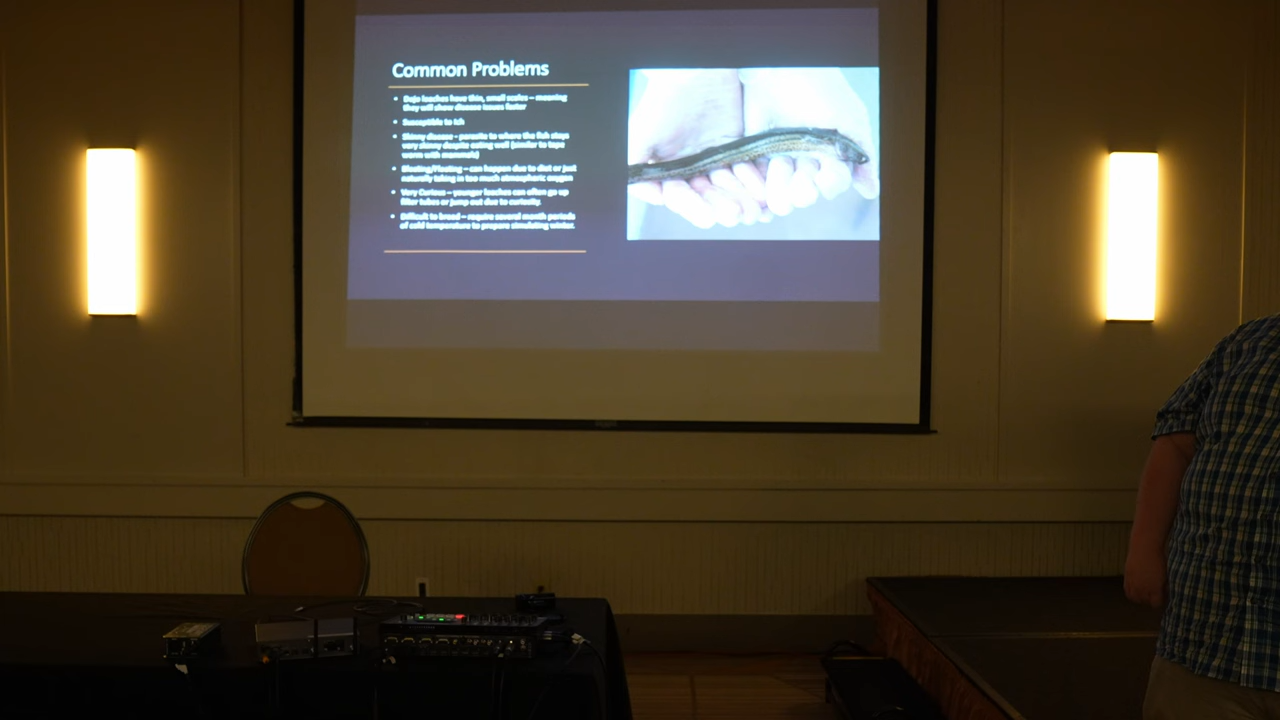 Common Problems
• Dojo loaches have thin, small scales – meaning
they will show disease issues faster
• Susceptible to Ich
• Skinny disease - parasite to where the fish stays
very skinny despite eating well (similar to tape
worm with mammals)
• Bloating/Floating – can happen due to diet or just
naturally taking in too much atmospheric oxygen
• Very Curious – younger loaches can often go up
filter tubes or jump out due to curiosity.
• Difficult to breed – require several month periods
of cold temperature to prepare simulating winter.